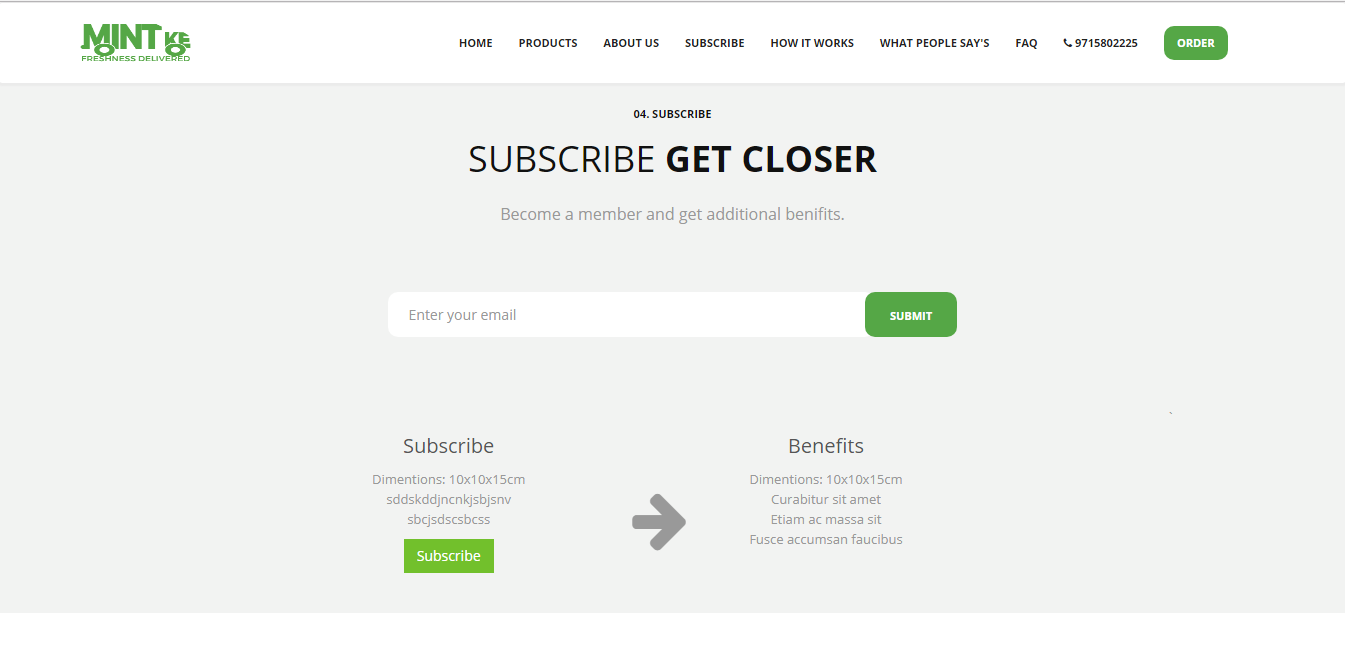 MINT KE
FRESHNESS DELIVERED
HOME PRODUCTS ABOUT US SUBSCRIBE HOW IT WORKS WHAT PEOPLE SAY'S FAQ 9715802225 ORDER
04. SUBSCRIBE
SUBSCRIBE GET CLOSER
Become a member and get additional benifits.
Enter your email SUBMIT
`
Subscribe
Dimentions: 10x10x15cm
sddskddjncnkjsbjsnv
sbcjsdscsbcss
Subscribe
Benefits
Dimentions: 10x10x15cm
Curabitur sit amet
Etiam ac massa sit
Fusce accumsan faucibus